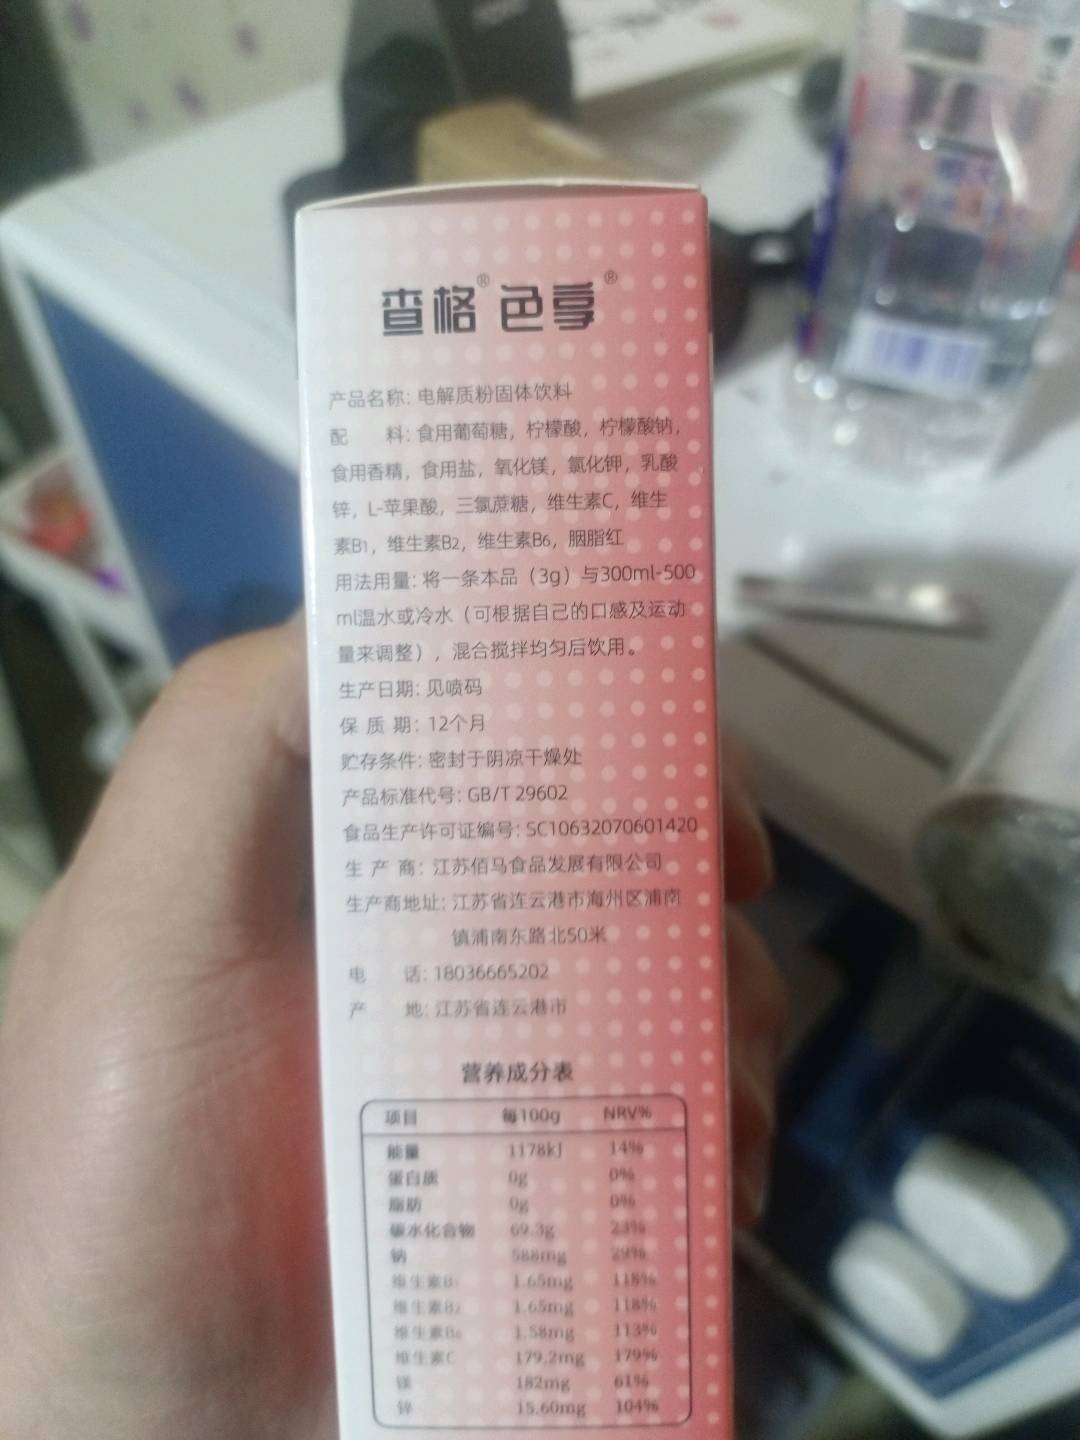 查格® 色享®
产品名称: 电解质粉固体饮料
配 料: 食用葡萄糖，柠檬酸，柠檬酸钠，
食用香精，食用盐，氧化镁，氯化钾，乳酸
锌，L-苹果酸，三氯蔗糖，维生素C，维生
素B1，维生素B2，维生素B6，胭脂红
用法用量: 将一条本品（3g）与300ml-500
ml温水或冷水（可根据自己的口感及运动
量来调整），混合搅拌均匀后饮用。
生产日期: 见喷码
保 质 期: 12个月
贮存条件: 密封于阴凉干燥处
产品标准代号: GB/T 29602
食品生产许可证编号: SC10632070601420
生 产 商: 江苏佰马食品发展有限公司
生产商地址: 江苏省连云港市海州区浦南
镇浦南东路北50米
电 话: 18036665202
产 地: 江苏省连云港市
营养成分表
项目 每100g NRV%
能量 1178kJ 14%
蛋白质 0g 0%
脂肪 0g 0%
碳水化合物 69.3g 23%
钠 588mg 29%
维生素B1 1.65mg 118%
维生素B2 1.65mg 118%
维生素B6 1.58mg 113%
维生素C 179.2mg 179%
镁 182mg 61%
锌 15.60mg 104%